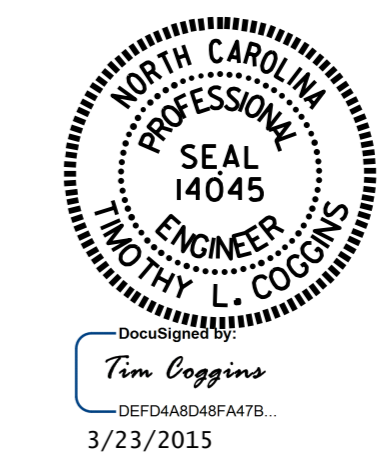 NORTH CAROLINA
PROFESSIONAL
SEAL
14045
ENGINEER
TIMOTHY L. COGGINS
DocuSigned by:
Tim Coggins
DEFD4A8D48FA47B...
3/23/2015